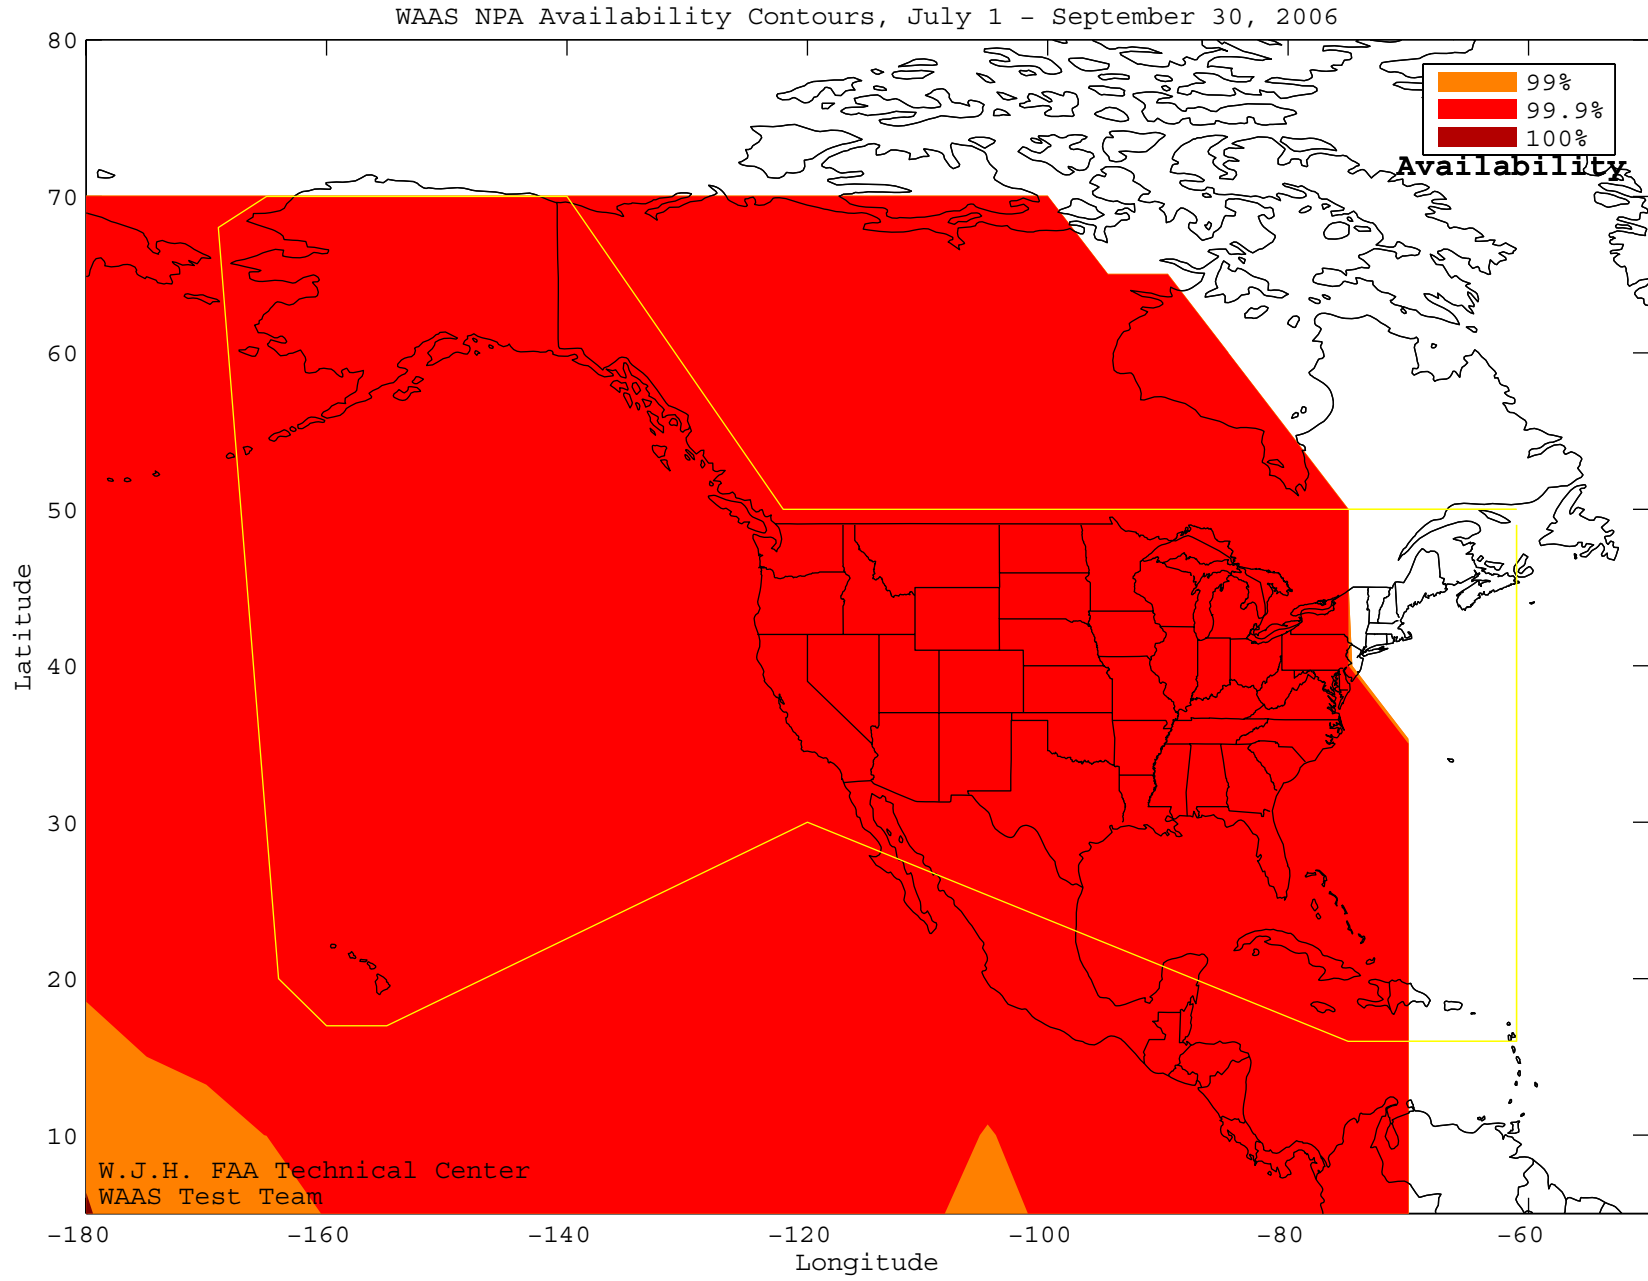 WAAS NPA Availability Contours, July 1 - September 30, 2006
80
99%
99.9%
100%
Availability
70
60
50
Latitude
40
30
20
10
W.J.H. FAA Technical Center
WAAS Test Team
-180 -160 -140 -120 -100 -80 -60
Longitude